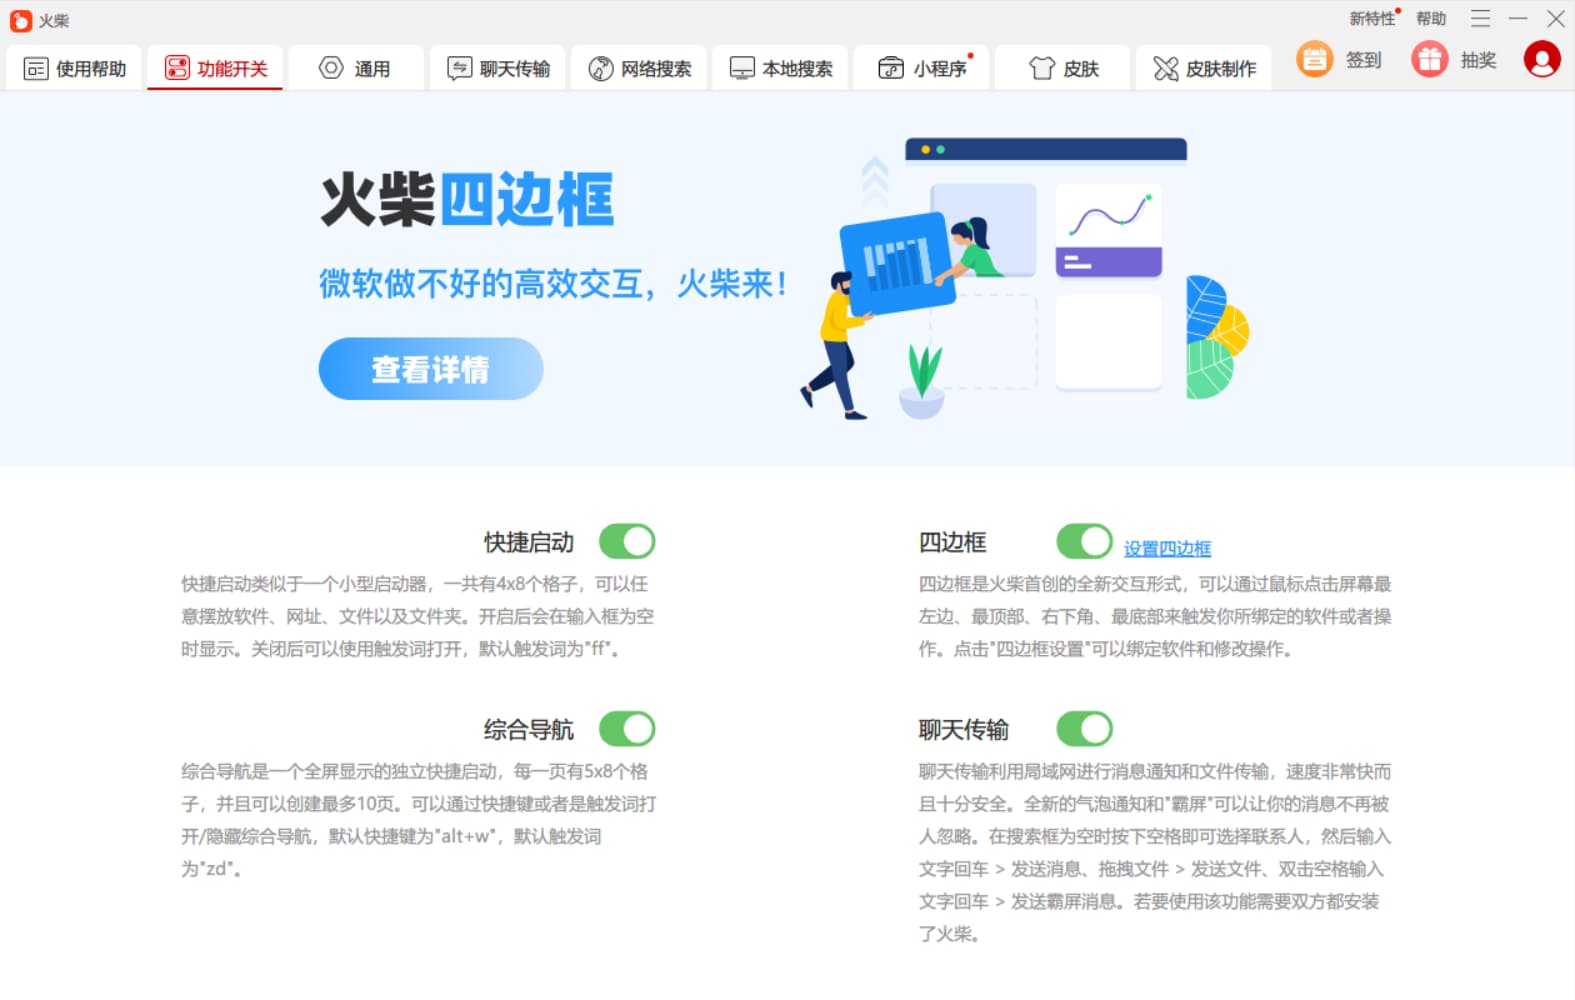 火柴
新特性
帮助
使用帮助
功能开关
通用
聊天传输
网络搜索
本地搜索
小程序
皮肤
皮肤制作
签到
抽奖
火柴四边框
微软做不好的高效交互，火柴来！
查看详情
快捷启动
快捷启动类似于一个小型启动器，一共有4x8个格子，可以任
意摆放软件、网址、文件以及文件夹。开启后会在输入框为空
时显示。关闭后可以使用触发词打开，默认触发词为"ff"。
四边框
设置四边框
四边框是火柴首创的全新交互形式，可以通过鼠标点击屏幕最
左边、最顶部、右下角、最底部来触发你所绑定的软件或者操
作。点击"四边框设置"可以绑定软件和修改操作。
综合导航
综合导航是一个全屏显示的独立快捷启动，每一页有5x8个格
子，并且可以创建最多10页。可以通过快捷键或者是触发词打
开/隐藏综合导航，默认快捷键为"alt+w"，默认触发词
为"zd"。
聊天传输
聊天传输利用局域网进行消息通知和文件传输，速度非常快而
且十分安全。全新的气泡通知和"霸屏"可以让你的消息不再被
人忽略。在搜索框为空时按下空格即可选择联系人，然后输入
文字回车 > 发送消息、拖拽文件 > 发送文件、双击空格输入
文字回车 > 发送霸屏消息。若要使用该功能需要双方都安装
了火柴。